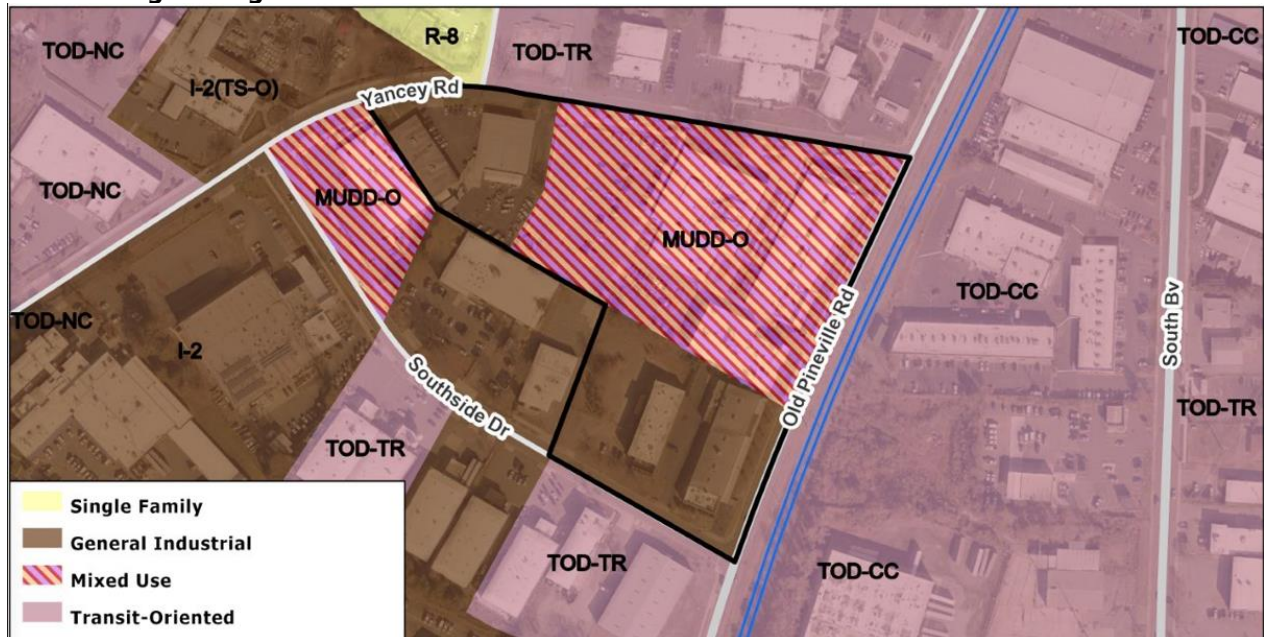 TOD-NC
R-8
TOD-TR
TOD-CC
I-2(TS-O)
Yancey Rd
TOD-NC
MUDD-O
MUDD-O
TOD-CC
South Bv
TOD-NC
I-2
Old Pineville Rd
Southside Dr
TOD-TR
TOD-TR
TOD-TR
TOD-CC
Single Family
General Industrial
Mixed Use
Transit-Oriented